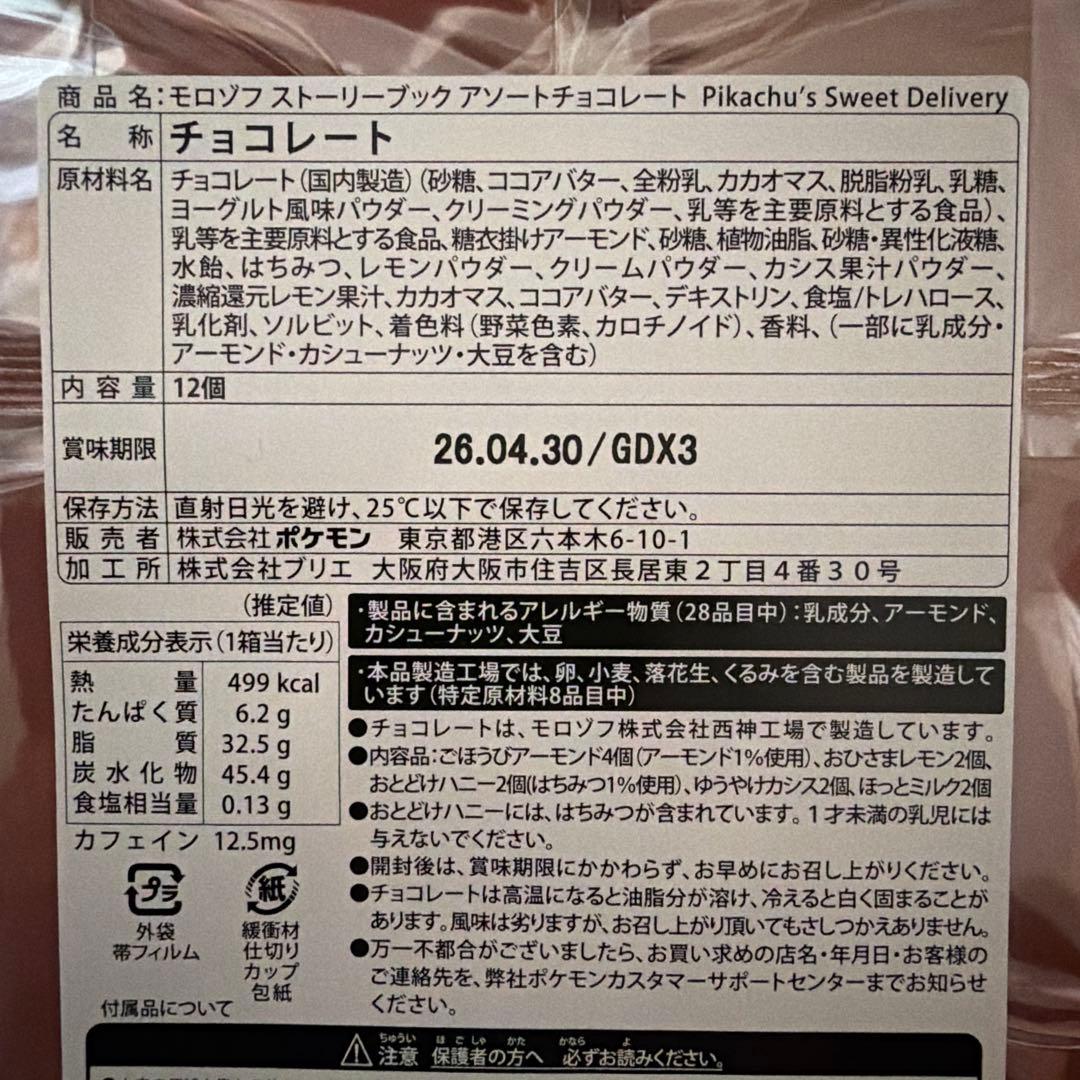 商品名：モロゾフ ストーリーブック アソートチョコレート Pikachu's Sweet Delivery
名称 チョコレート
原材料名 チョコレート（国内製造）（砂糖、ココアバター、全粉乳、カカオマス、脱脂粉乳、乳糖、
ヨーグルト風味パウダー、クリーミングパウダー、乳等を主要原料とする食品）、
乳等を主要原料とする食品、糖衣掛けアーモンド、砂糖、植物油脂、砂糖・異性化液糖、
水飴、はちみつ、レモンパウダー、クリームパウダー、カシス果汁パウダー、
濃縮還元レモン果汁、カカオマス、ココアバター、デキストリン、食塩/トレハロース、
乳化剤、ソルビット、着色料（野菜色素、カロチノイド）、香料、（一部に乳成分・
アーモンド・カシューナッツ・大豆を含む）
内容量 12個
賞味期限 26.04.30/GDX3
保存方法 直射日光を避け、25℃以下で保存してください。
販売者 株式会社ポケモン 東京都港区六本木6-10-1
加工所 株式会社ブリエ 大阪府大阪市住吉区長居東２丁目４番３０号
（推定値）
栄養成分表示（1箱当たり）
熱量 499 kcal
たんぱく質 6.2 g
脂質 32.5 g
炭水化物 45.4 g
食塩相当量 0.13 g
カフェイン 12.5mg
プラ
外袋
帯フィルム
紙
緩衝材
仕切り
カップ
包紙
付属品について
・製品に含まれるアレルギー物質（28品目中）：乳成分、アーモンド、
カシューナッツ、大豆
・本品製造工場では、卵、小麦、落花生、くるみを含む製品を製造して
います（特定原材料8品目中）
●チョコレートは、モロゾフ株式会社西神工場で製造しています。
●内容品：ごほうびアーモンド4個（アーモンド1%使用）、おひさまレモン2個、
おとどけハニー2個(はちみつ1%使用)、ゆうやけカシス2個、ほっとミルク2個
●おとどけハニーには、はちみつが含まれています。１才未満の乳児には
与えないでください。
●開封後は、賞味期限にかかわらず、お早めにお召し上がりください。
●チョコレートは高温になると油脂分が溶け、冷えると白く固まることが
あります。風味は劣りますが、お召し上がり頂いてもさしつかえありません。
●万一不都合がございましたら、お買い求めの店名・年月日・お客様の
ご連絡先を、弊社ポケモンカスタマーサポートセンターまでお知らせ
ください。
ちゅうい ほごしゃ かた かなら よ
注意 保護者の方へ 必ずお読みください。